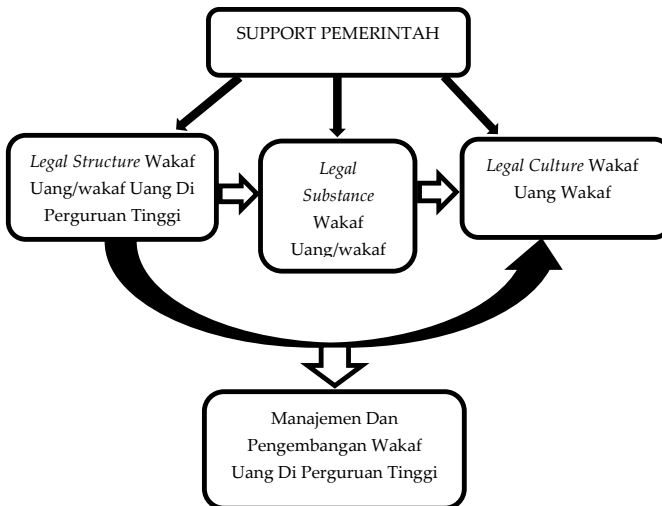 SUPPORT PEMERINTAH
Legal Structure Wakaf
Uang/wakaf Uang Di
Perguruan Tinggi
Legal
Substance
Wakaf
Uang/wakaf
Legal Culture Wakaf
Uang Wakaf
Manajemen Dan
Pengembangan Wakaf
Uang Di Perguruan Tinggi